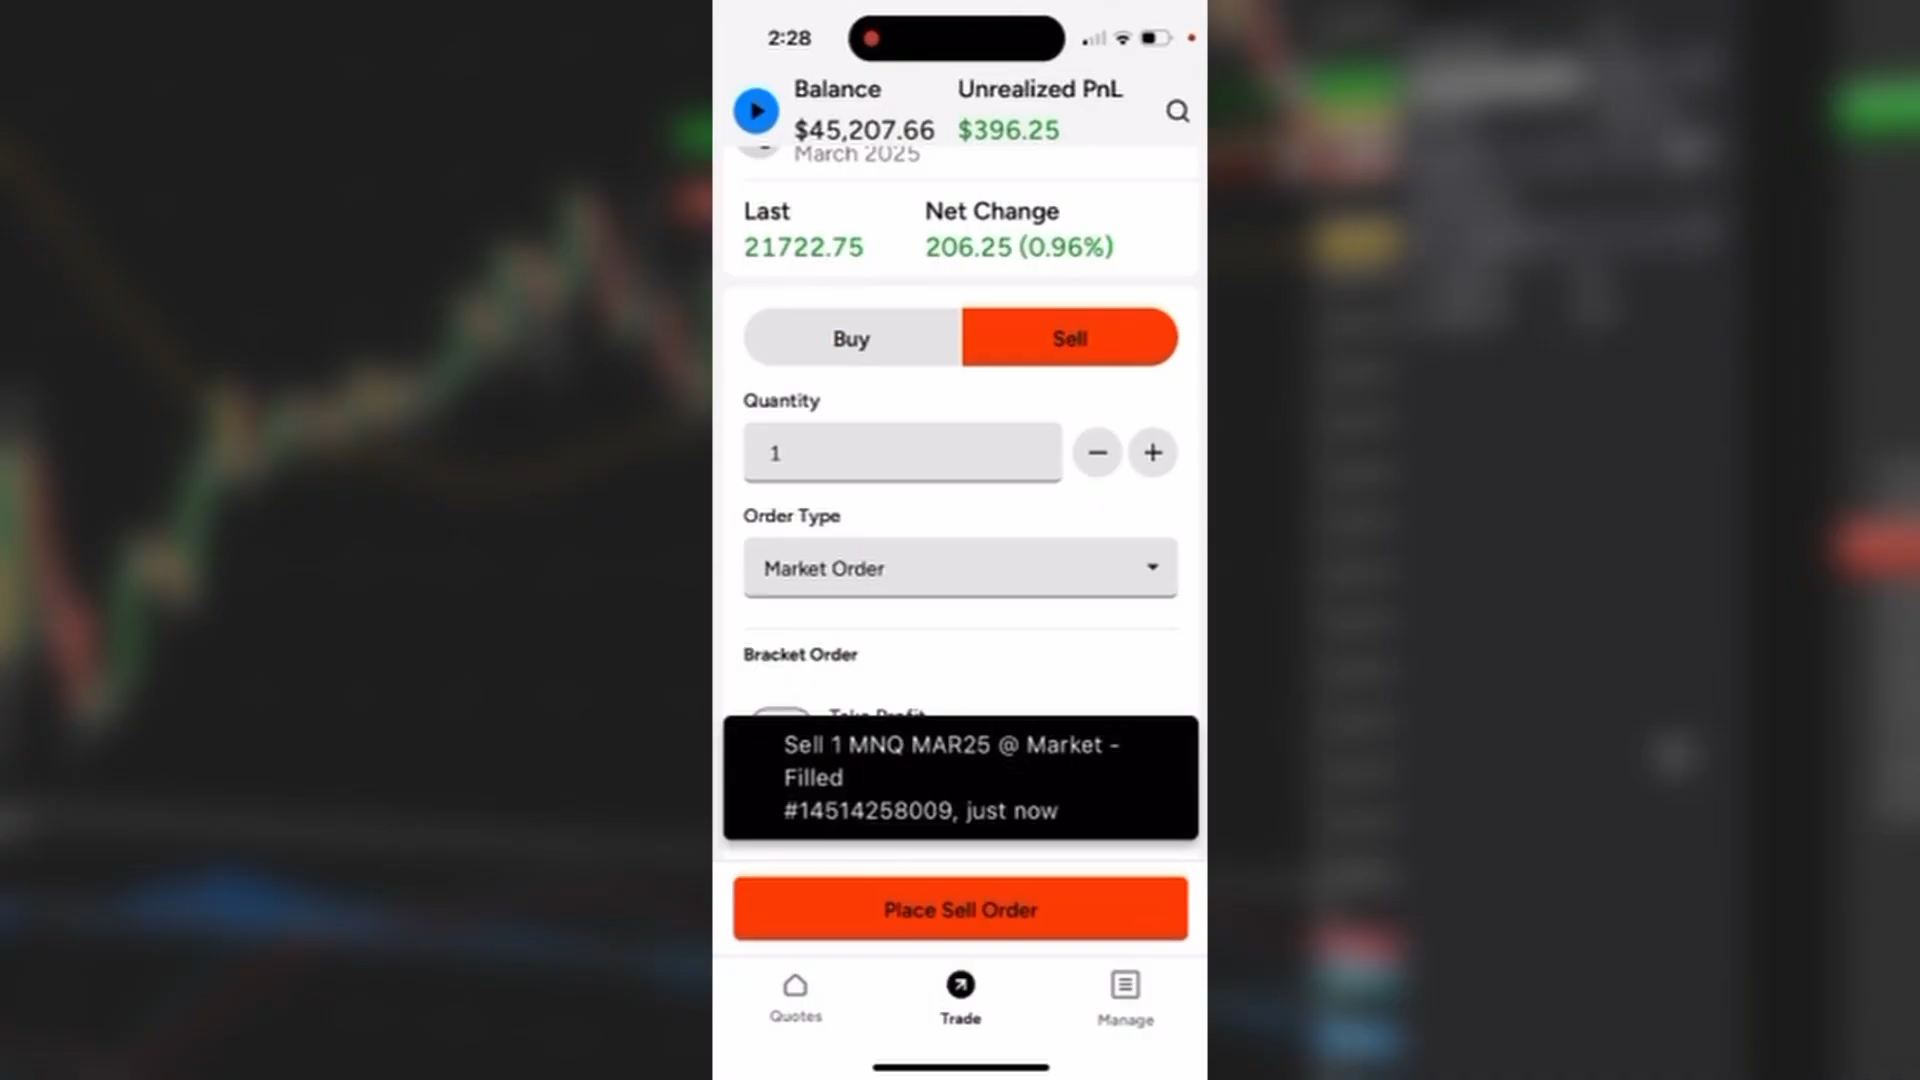 2:28
Balance
Unrealized PnL
$45,207.66
$396.25
March 2025
Last
Net Change
21722.75
206.25 (0.96%)
Buy
Sell
Quantity
1
Order Type
Market Order
Bracket Order
Take Profit
Sell 1 MNQ MAR25 @ Market -
Filled
#14514258009, just now
Place Sell Order
Quotes
Trade
Manage